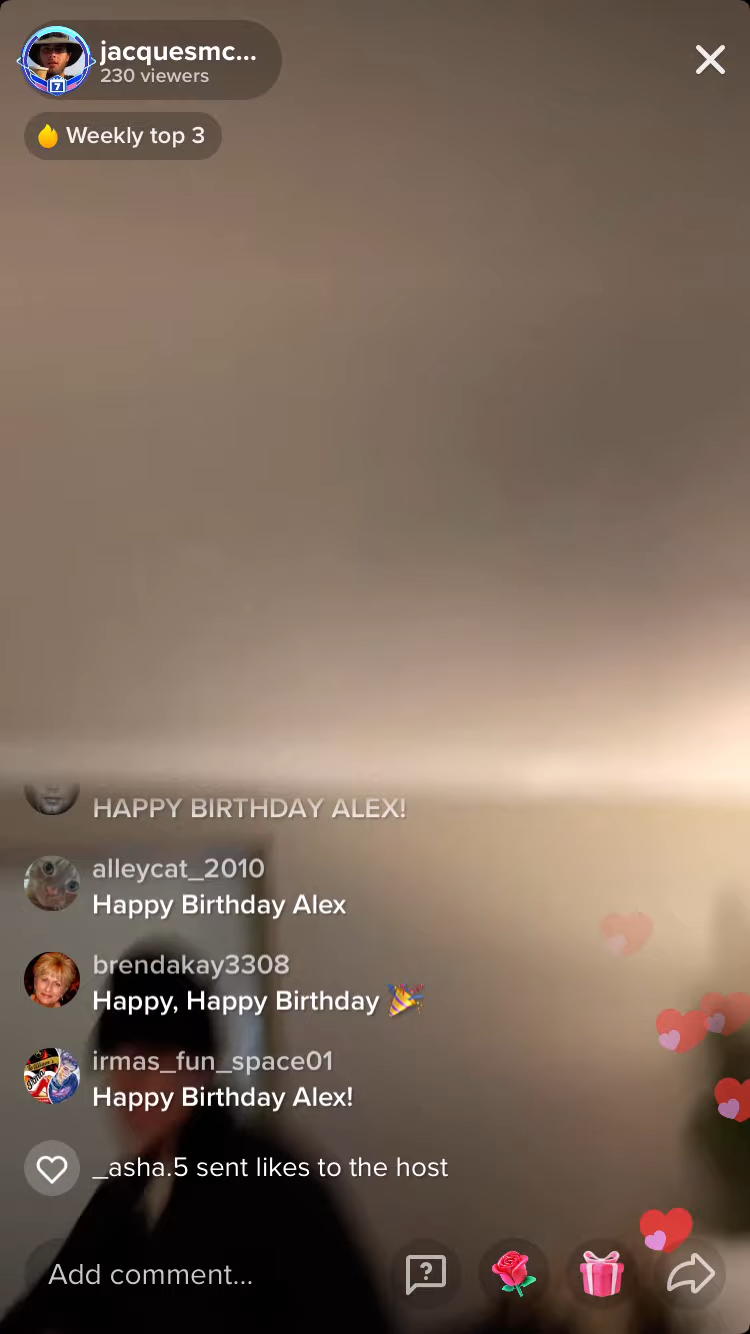 jacquesmc...
230 viewers
Weekly top 3
HAPPY BIRTHDAY ALEX!
alleycat_2010
Happy Birthday Alex
brendakay3308
Happy, Happy Birthday 🎉
irmas_fun_space01
Happy Birthday Alex!
_asha.5 sent likes to the host
Add comment...